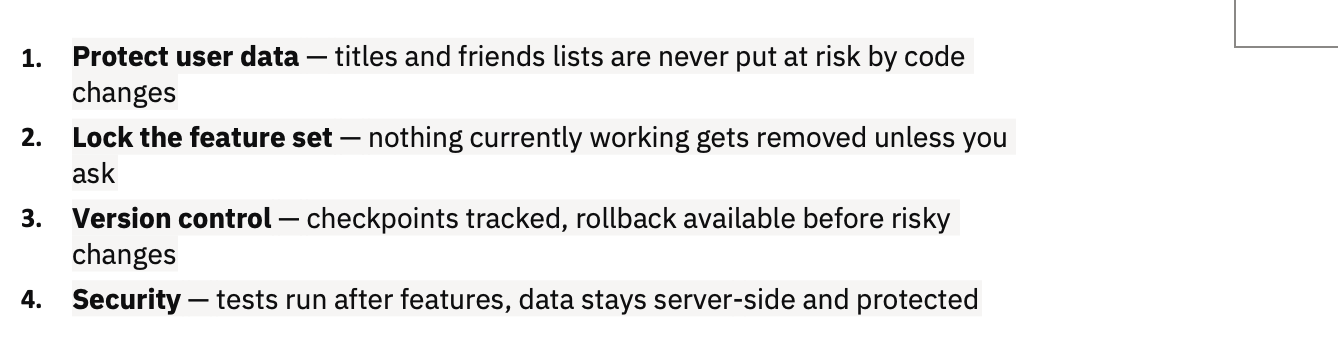 1. Protect user data — titles and friends lists are never put at risk by code
changes
2. Lock the feature set — nothing currently working gets removed unless you
ask
3. Version control — checkpoints tracked, rollback available before risky
changes
4. Security — tests run after features, data stays server-side and protected